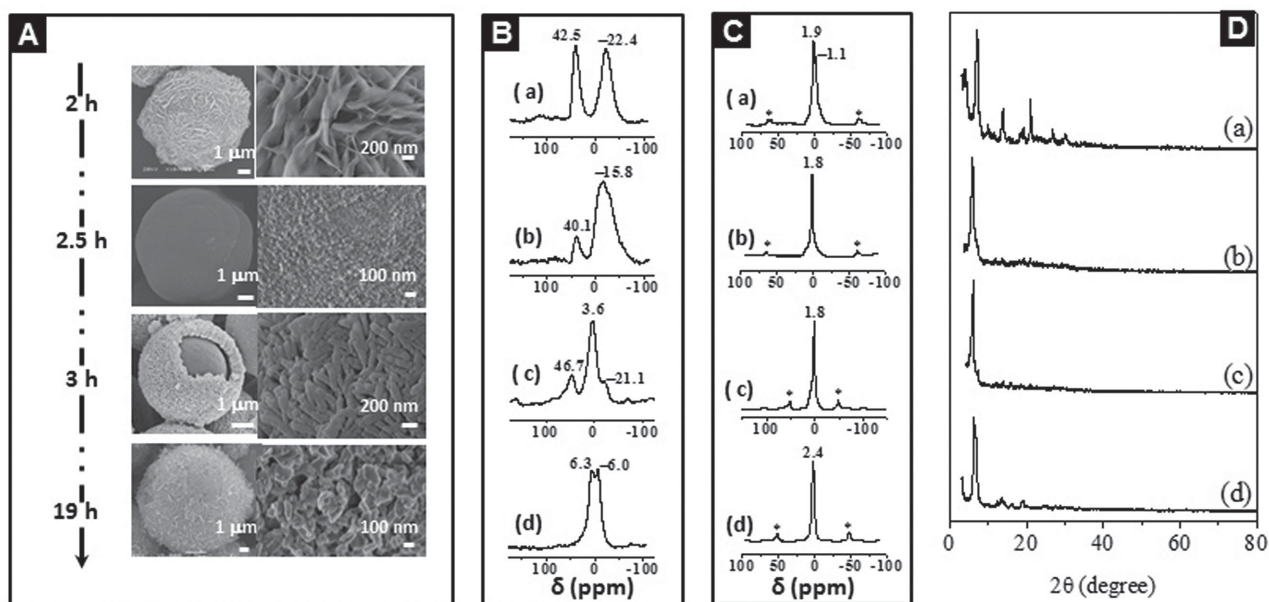 A
2 h
1 μm
200 nm
2.5 h
1 μm
100 nm
3 h
1 μm
200 nm
19 h
1 μm
100 nm
B
42.5
–22.4
(a)
100 0 -100
–15.8
40.1
(b)
100 0 -100
3.6
46.7
–21.1
(c)
100 0 -100
6.3 –6.0
(d)
100 0 -100
δ (ppm)
C
1.9
–1.1
(a)
* *
100 50 0 -50 -100
1.8
(b)
* *
100 50 0 -50 -100
1.8
(c)
* *
100 0 -100
2.4
(d)
* *
100 50 0 -50 -100
δ (ppm)
D
(a)
(b)
(c)
(d)
0 20 40 60 80
2θ (degree)